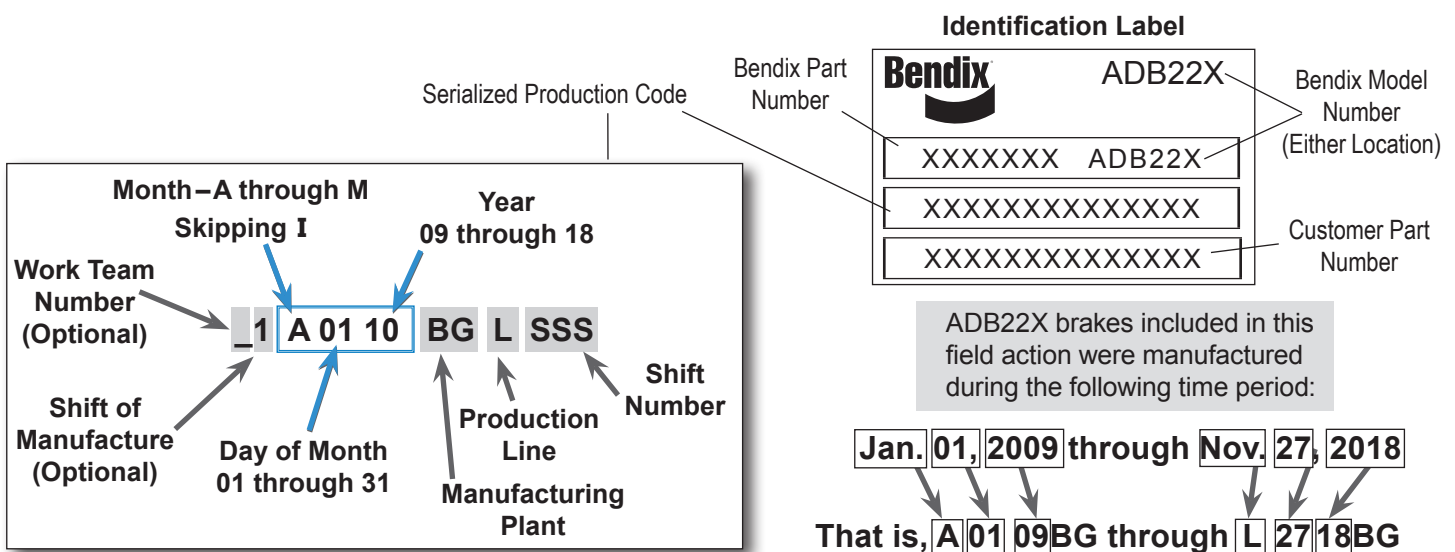 Identification Label
Bendix
ADB22X
Bendix Part
Number
Bendix Model
Number
(Either Location)
Serialized Production Code
XXXXXXX ADB22X
XXXXXXXXXXXXXX
XXXXXXXXXXXXXX
Customer Part
Number
Month–A through M
Skipping I
Year
09 through 18
Work Team
Number
(Optional)
_1 A 01 10 BG L SSS
Shift of
Manufacture
(Optional)
Day of Month
01 through 31
Manufacturing
Plant
Production
Line
Shift
Number
ADB22X brakes included in this
field action were manufactured
during the following time period:
Jan. 01, 2009 through Nov. 27, 2018
That is, A 01 09BG through L 27 18BG